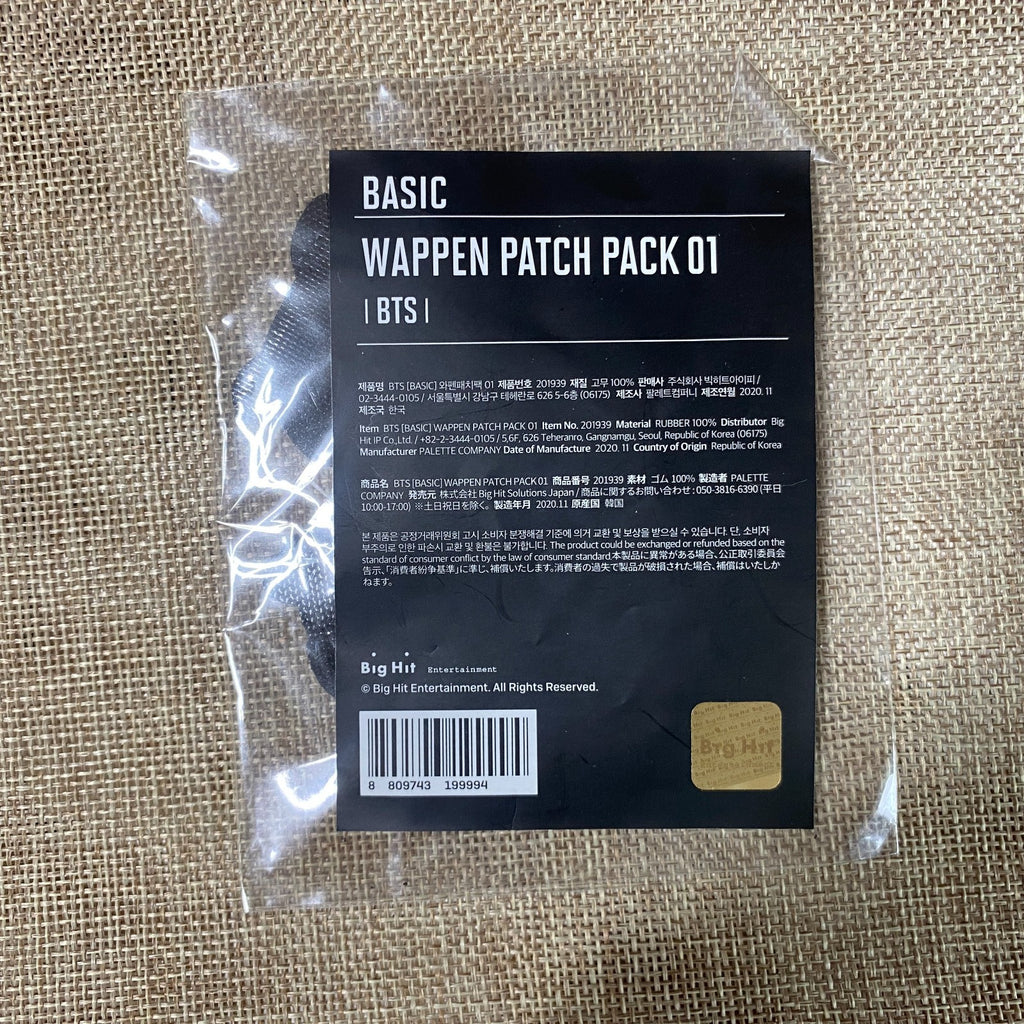 BASIC
WAPPEN PATCH PACK 01
| BTS |
제품명 BTS [BASIC] 와펜패치팩 01 제품번호 201939 재질 고무 100% 판매사 주식회사 빅히트아이피 /
02-3444-0105 / 서울특별시 강남구 테헤란로 626 5-6층 (06175) 제조사 팔레트컴퍼니 제조연월 2020. 11
제조국 한국
Item BTS [BASIC] WAPPEN PATCH PACK 01 Item No. 201939 Material RUBBER 100% Distributor Big
Hit IP Co.,Ltd. / +82-2-3444-0105 / 5,6F, 626 Teheranro, Gangnamgu, Seoul, Republic of Korea (06175)
Manufacturer PALETTE COMPANY Date of Manufacture 2020. 11 Country of Origin Republic of Korea
商品名 BTS [BASIC] WAPPEN PATCH PACK 01 商品番号 201939 素材 ゴム 100% 製造者 PALETTE
COMPANY 発売元 株式会社 Big Hit Solutions Japan / 商品に関するお問い合わせ : 050-3816-6390 (平日
10:00-17:00) ※土日祝日を除く。 製造年月 2020.11 原産国 韓国
본 제품은 공정거래위원회 고시 소비자 분쟁해결 기준에 의거 교환 및 보상을 받으실 수 있습니다. 단, 소비자
부주의로 인한 파손시 교환 및 환불은 불가합니다. The product could be exchanged or refunded based on the
standard of consumer conflict by the law of consumer standard.本製品に異常がある場合、公正取引委員会
告示、「消費者紛争基準」に準じ、補償いたします。消費者の過失で製品が破損された場合、補償はいたしか
ねます。
Big Hit Entertainment
© Big Hit Entertainment. All Rights Reserved.
8 809743 199994
Big Hit